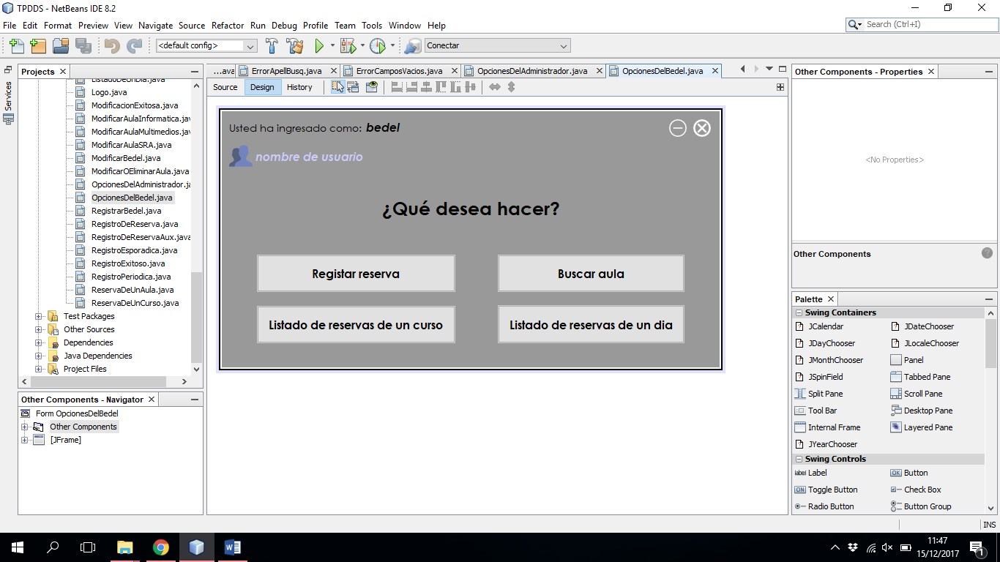 TPDDS - NetBeans IDE 8.2
File Edit Format Preview View Navigate Source Refactor Run Debug Profile Team Tools Window Help
Search (Ctrl+I)
<default config>
Conectar
Services
Projects
ListadoDeUnDia.java
Logo.java
ModificacionExitosa.java
ModificarAulaInformatica.jav
ModificarAulaMultimedios.jav
ModificarAulaSRA.java
ModificarBedel.java
ModificarOEliminarAula.java
OpcionesDelAdministrador.ja
OpcionesDelBedel.java
RegistrarBedel.java
RegistroDeReserva.java
RegistroDeReservaAux.java
RegistroEsporadica.java
RegistroExitoso.java
RegistroPeriodica.java
ReservaDeUnAula.java
ReservaDeUnCurso.java
Test Packages
Other Sources
Dependencies
Java Dependencies
Project Files
Other Components - Navigator
Form OpcionesDelBedel
Other Components
[JFrame]
...ava ErrorApellBusq.java ErrorCamposVacios.java OpcionesDelAdministrador.java OpcionesDelBedel.java
Source Design History
Usted ha ingresado como: bedel
nombre de usuario
¿Qué desea hacer?
Registar reserva
Buscar aula
Listado de reservas de un curso
Listado de reservas de un dia
Other Components - Properties
<No Properties>
Other Components
Palette
Swing Containers
JCalendar JDateChooser
JDayChooser JLocaleChooser
JMonthChooser Panel
JSpinField Tabbed Pane
Split Pane Scroll Pane
Tool Bar Desktop Pane
Internal Frame Layered Pane
JYearChooser
Swing Controls
label Label OK Button
ON Toggle Button Check Box
Radio Button Button Group
INS
11:47
15/12/2017
1